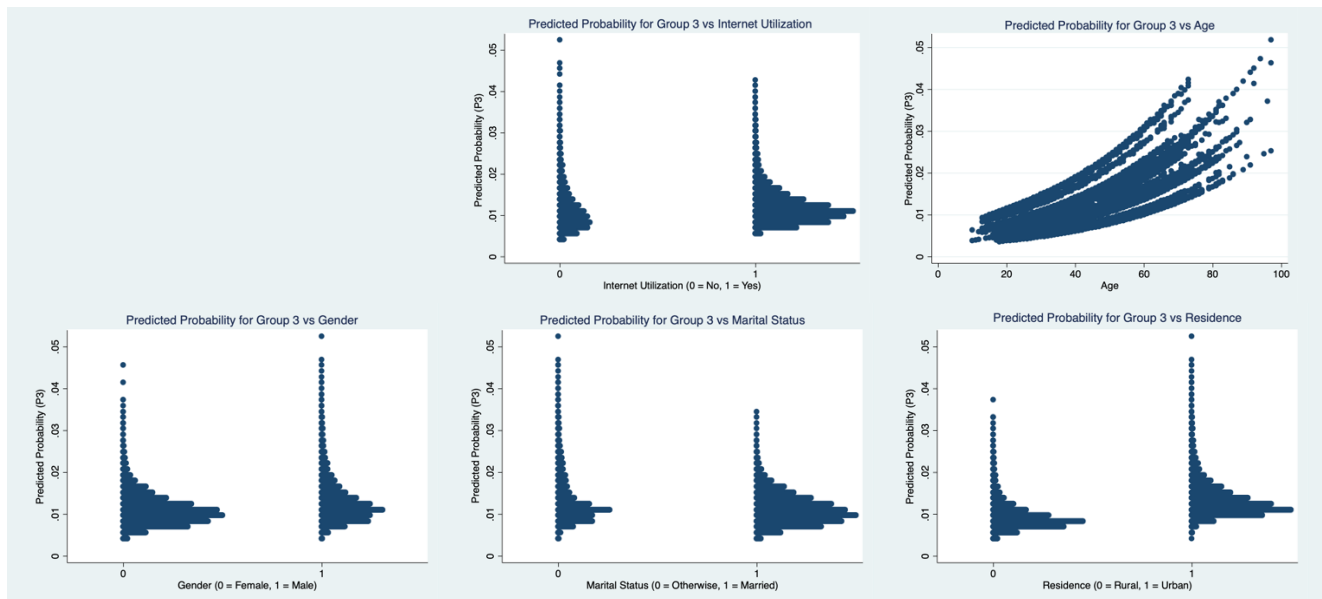 Predicted Probability for Group 3 vs Internet Utilization
Predicted Probability (P3)
.05
.04
.03
.02
.01
0
0
1
Internet Utilization (0 = No, 1 = Yes)
Predicted Probability for Group 3 vs Age
Predicted Probability (P3)
.05
.04
.03
.02
.01
0
0
20
40
60
80
100
Age
Predicted Probability for Group 3 vs Gender
Predicted Probability (P3)
.05
.04
.03
.02
.01
0
0
1
Gender (0 = Female, 1 = Male)
Predicted Probability for Group 3 vs Marital Status
Predicted Probability (P3)
.05
.04
.03
.02
.01
0
0
1
Marital Status (0 = Otherwise, 1 = Married)
Predicted Probability for Group 3 vs Residence
Predicted Probability (P3)
.05
.04
.03
.02
.01
0
0
1
Residence (0 = Rural, 1 = Urban)